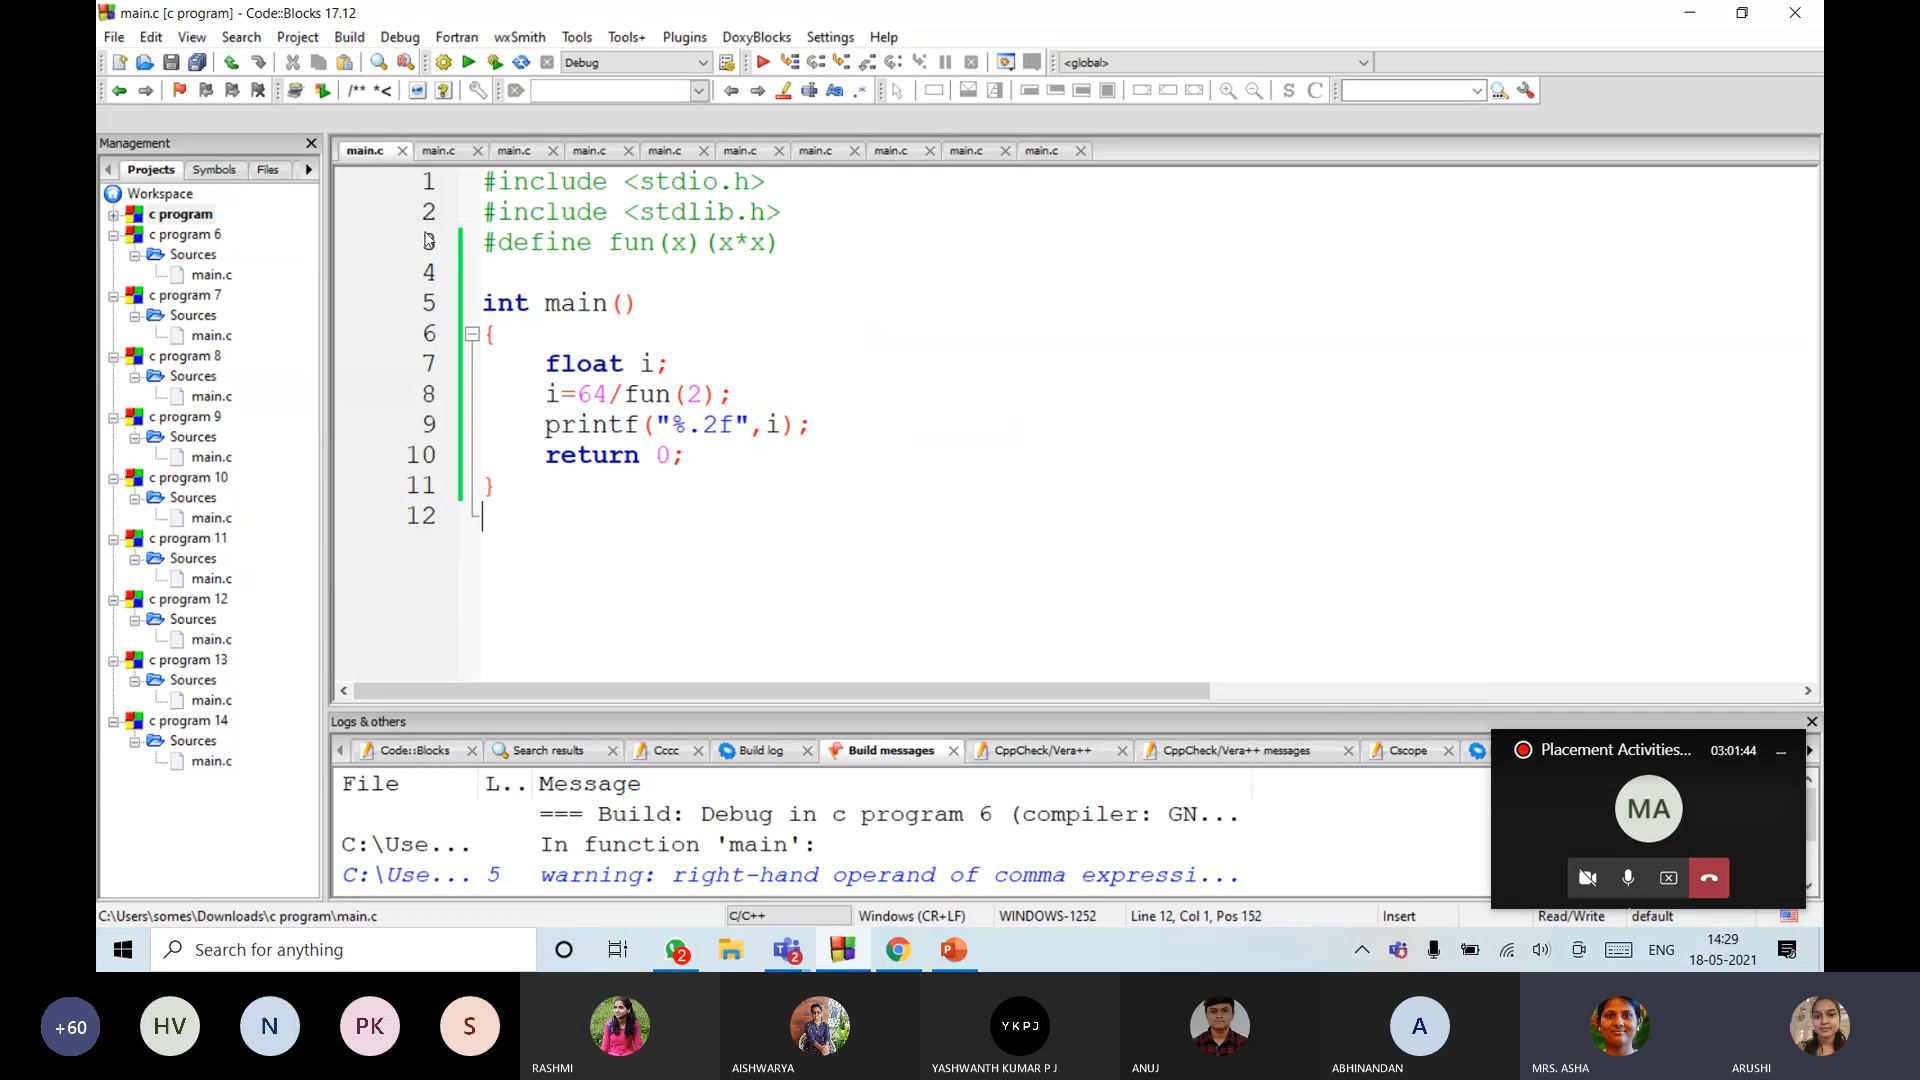 main.c [c program] - Code::Blocks 17.12
File Edit View Search Project Build Debug Fortran wxSmith Tools Tools+ Plugins DoxyBlocks Settings Help
Debug <global>
/** *<
S C
Management
Projects Symbols Files
main.c main.c main.c main.c main.c main.c main.c main.c main.c main.c
Workspace
c program
c program 6
Sources
main.c
c program 7
Sources
main.c
c program 8
Sources
main.c
c program 9
Sources
main.c
c program 10
Sources
main.c
c program 11
Sources
main.c
c program 12
Sources
main.c
c program 13
Sources
main.c
c program 14
Sources
main.c
1 #include <stdio.h>
2 #include <stdlib.h>
#define fun(x)(x*x)
4
5 int main()
6 {
7 float i;
8 i=64/fun(2);
9 printf("%.2f",i);
10 return 0;
11 }
12
Logs & others
Code::Blocks Search results Cccc Build log Build messages CppCheck/Vera++ CppCheck/Vera++ messages Cscope
File L.. Message
=== Build: Debug in c program 6 (compiler: GN...
C:\Use... In function 'main':
C:\Use... 5 warning: right-hand operand of comma expressi...
Placement Activities... 03:01:44
MA
C:\Users\somes\Downloads\c program\main.c C/C++ Windows (CR+LF) WINDOWS-1252 Line 12, Col 1, Pos 152 Insert Read/Write default
Search for anything
2
2
ENG
14:29
18-05-2021
+60 HV N PK S YKPJ A
RASHMI AISHWARYA YASHWANTH KUMAR P J ANUJ ABHINANDAN MRS. ASHA ARUSHI